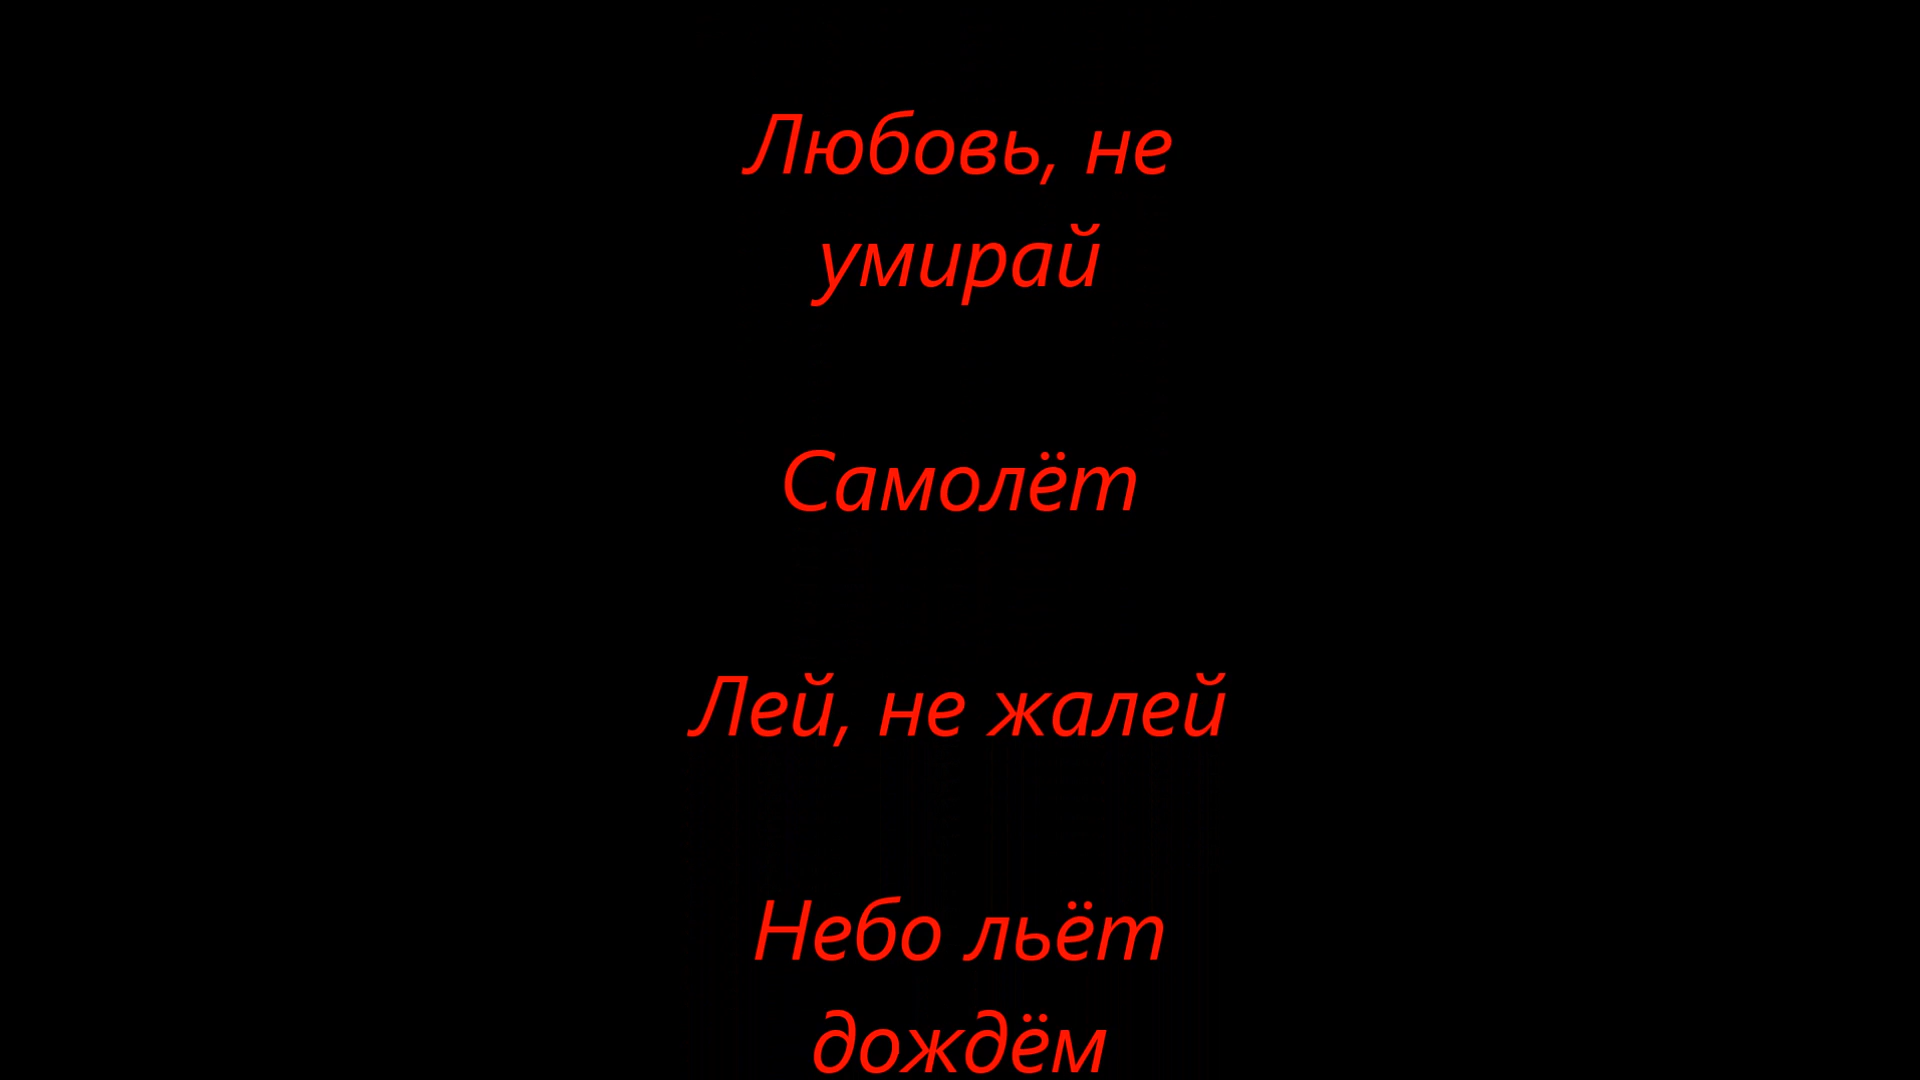 Любовь, не
умирай
Самолёт
Лей, не жалей
Небо льёт
дождём